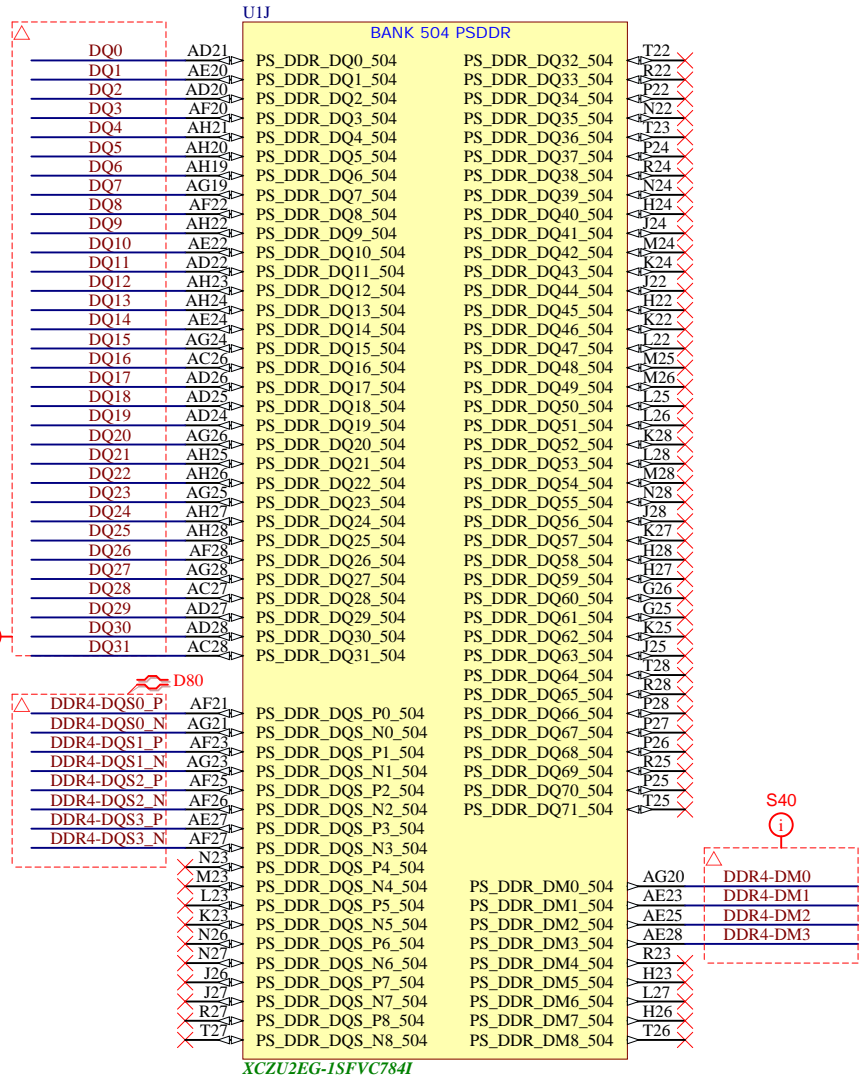 U1J
BANK 504 PSDDR
DQ0 AD21 PS_DDR_DQ0_504 PS_DDR_DQ32_504 T22
DQ1 AE20 PS_DDR_DQ1_504 PS_DDR_DQ33_504 R22
DQ2 AD20 PS_DDR_DQ2_504 PS_DDR_DQ34_504 P22
DQ3 AF20 PS_DDR_DQ3_504 PS_DDR_DQ35_504 N22
DQ4 AH21 PS_DDR_DQ4_504 PS_DDR_DQ36_504 T23
DQ5 AH20 PS_DDR_DQ5_504 PS_DDR_DQ37_504 P24
DQ6 AH19 PS_DDR_DQ6_504 PS_DDR_DQ38_504 R24
DQ7 AG19 PS_DDR_DQ7_504 PS_DDR_DQ39_504 N24
DQ8 AF22 PS_DDR_DQ8_504 PS_DDR_DQ40_504 H24
DQ9 AH22 PS_DDR_DQ9_504 PS_DDR_DQ41_504 J24
DQ10 AE22 PS_DDR_DQ10_504 PS_DDR_DQ42_504 M24
DQ11 AD22 PS_DDR_DQ11_504 PS_DDR_DQ43_504 K24
DQ12 AH23 PS_DDR_DQ12_504 PS_DDR_DQ44_504 J22
DQ13 AH24 PS_DDR_DQ13_504 PS_DDR_DQ45_504 H22
DQ14 AE24 PS_DDR_DQ14_504 PS_DDR_DQ46_504 K22
DQ15 AG24 PS_DDR_DQ15_504 PS_DDR_DQ47_504 L22
DQ16 AC26 PS_DDR_DQ16_504 PS_DDR_DQ48_504 M25
DQ17 AD26 PS_DDR_DQ17_504 PS_DDR_DQ49_504 M26
DQ18 AD25 PS_DDR_DQ18_504 PS_DDR_DQ50_504 L25
DQ19 AD24 PS_DDR_DQ19_504 PS_DDR_DQ51_504 L26
DQ20 AG26 PS_DDR_DQ20_504 PS_DDR_DQ52_504 K28
DQ21 AH25 PS_DDR_DQ21_504 PS_DDR_DQ53_504 L28
DQ22 AH26 PS_DDR_DQ22_504 PS_DDR_DQ54_504 M28
DQ23 AG25 PS_DDR_DQ23_504 PS_DDR_DQ55_504 N28
DQ24 AH27 PS_DDR_DQ24_504 PS_DDR_DQ56_504 J28
DQ25 AH28 PS_DDR_DQ25_504 PS_DDR_DQ57_504 K27
DQ26 AF28 PS_DDR_DQ26_504 PS_DDR_DQ58_504 H28
DQ27 AG28 PS_DDR_DQ27_504 PS_DDR_DQ59_504 H27
DQ28 AC27 PS_DDR_DQ28_504 PS_DDR_DQ60_504 G26
DQ29 AD27 PS_DDR_DQ29_504 PS_DDR_DQ61_504 G25
DQ30 AD28 PS_DDR_DQ30_504 PS_DDR_DQ62_504 K25
DQ31 AC28 PS_DDR_DQ31_504 PS_DDR_DQ63_504 J25
PS_DDR_DQ64_504 T28
D80 PS_DDR_DQ65_504 R28
DDR4-DQS0_P AF21 PS_DDR_DQS_P0_504 PS_DDR_DQ66_504 P28
DDR4-DQS0_N AG21 PS_DDR_DQS_N0_504 PS_DDR_DQ67_504 P27
DDR4-DQS1_P AF23 PS_DDR_DQS_P1_504 PS_DDR_DQ68_504 P26
DDR4-DQS1_N AG23 PS_DDR_DQS_N1_504 PS_DDR_DQ69_504 R25
DDR4-DQS2_P AF25 PS_DDR_DQS_P2_504 PS_DDR_DQ70_504 P25
DDR4-DQS2_N AF26 PS_DDR_DQS_N2_504 PS_DDR_DQ71_504 T25
DDR4-DQS3_P AE27 PS_DDR_DQS_P3_504
DDR4-DQS3_N AF27 PS_DDR_DQS_N3_504
S40
i
N23 PS_DDR_DQS_P4_504
M23 PS_DDR_DQS_N4_504 PS_DDR_DM0_504 AG20 DDR4-DM0
L23 PS_DDR_DQS_P5_504 PS_DDR_DM1_504 AE23 DDR4-DM1
K23 PS_DDR_DQS_N5_504 PS_DDR_DM2_504 AE25 DDR4-DM2
N26 PS_DDR_DQS_P6_504 PS_DDR_DM3_504 AE28 DDR4-DM3
N27 PS_DDR_DQS_N6_504 PS_DDR_DM4_504 R23
J26 PS_DDR_DQS_P7_504 PS_DDR_DM5_504 H23
J27 PS_DDR_DQS_N7_504 PS_DDR_DM6_504 L27
R27 PS_DDR_DQS_P8_504 PS_DDR_DM7_504 H26
T27 PS_DDR_DQS_N8_504 PS_DDR_DM8_504 T26
XCZU2EG-1SFVC784I